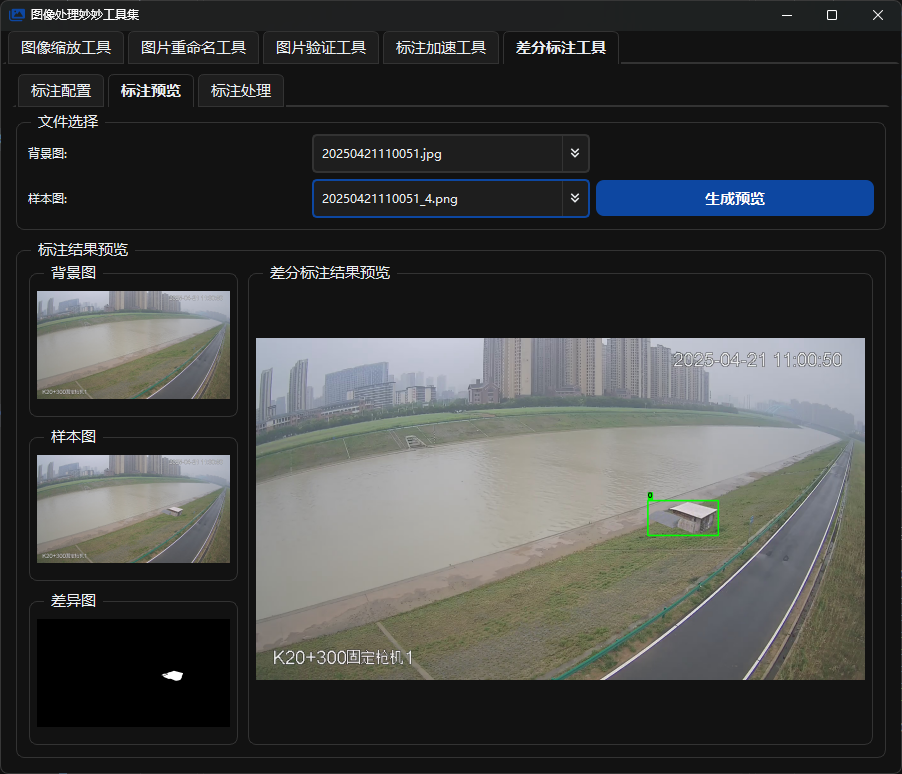 图像处理妙妙工具集
图像缩放工具 图片重命名工具 图片验证工具 标注加速工具 差分标注工具
标注配置 标注预览 标注处理
文件选择
背景图: 20250421110051.jpg
样本图: 20250421110051_4.png 生成预览
标注结果预览
背景图
样本图
差异图
差分标注结果预览
2025-04-21 11:00:50
0
K20+300固定枪机1